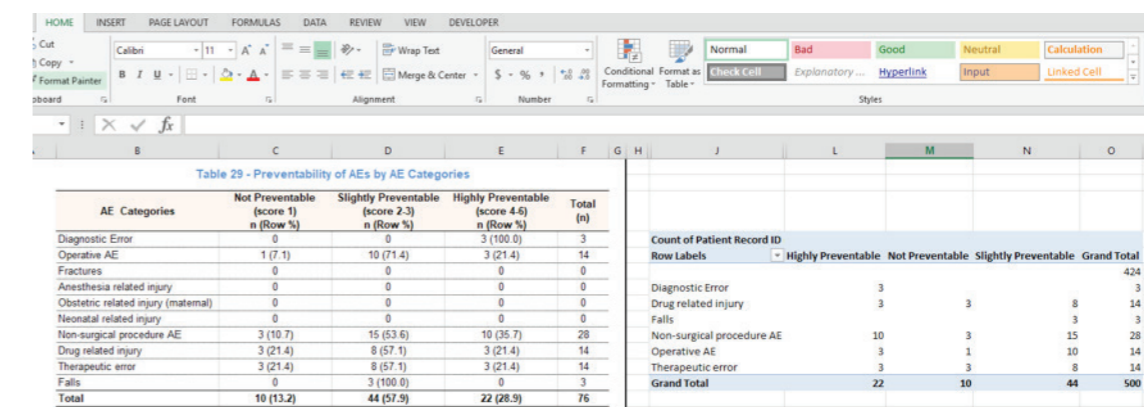 HOME INSERT PAGE LAYOUT FORMULAS DATA REVIEW VIEW DEVELOPER
Cut
Copy
Format Painter
Calibri 11 A A
B I U A
Wrap Text
Merge & Center
General
$ - % ,
Conditional Formatting
Format as Table
Normal Bad Good Neutral Calculation
Check Cell Explanatory ... Hyperlink Input Linked Cell
Font Alignment Number Styles
fx
B C D E F G H J L M N O
Table 29 - Preventability of AEs by AE Categories
AE Categories
Not Preventable (score 1) n (Row %)
Slightly Preventable (score 2-3) n (Row %)
Highly Preventable (score 4-6) n (Row %)
Total (n)
Diagnostic Error 0 0 3 (100.0) 3
Operative AE 1 (7.1) 10 (71.4) 3 (21.4) 14
Fractures 0 0 0 0
Anesthesia related injury 0 0 0 0
Obstetric related injury (maternal) 0 0 0 0
Neonatal related injury 0 0 0 0
Non-surgical procedure AE 3 (10.7) 15 (53.6) 10 (35.7) 28
Drug related injury 3 (21.4) 8 (57.1) 3 (21.4) 14
Therapeutic error 3 (21.4) 8 (57.1) 3 (21.4) 14
Falls 0 3 (100.0) 0 3
Total 10 (13.2) 44 (57.9) 22 (28.9) 76
Count of Patient Record ID
Row Labels Highly Preventable Not Preventable Slightly Preventable Grand Total
424
Diagnostic Error 3 3
Drug related injury 3 3 8 14
Falls 3 3
Non-surgical procedure AE 10 3 15 28
Operative AE 3 1 10 14
Therapeutic error 3 3 8 14
Grand Total 22 10 44 500